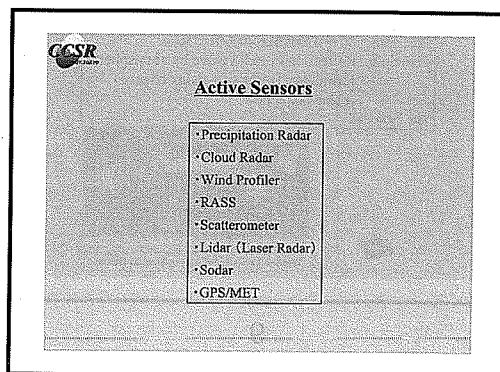 CCSR
Active Sensors
・Precipitation Radar
・Cloud Radar
・Wind Profiler
・RASS
・Scatterometer
・Lidar (Laser Radar)
・Sodar
・GPS/MET